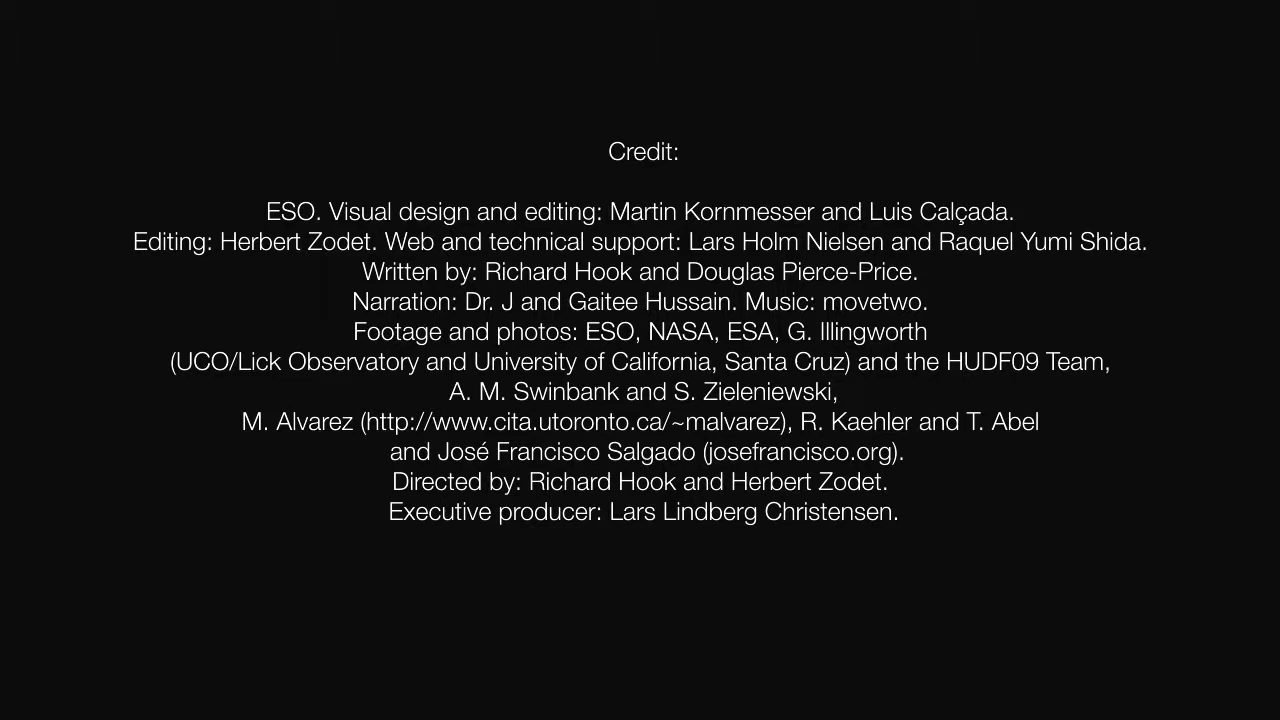 Credit:
ESO. Visual design and editing: Martin Kornmesser and Luis Calçada.
Editing: Herbert Zodet. Web and technical support: Lars Holm Nielsen and Raquel Yumi Shida.
Written by: Richard Hook and Douglas Pierce-Price.
Narration: Dr. J and Gaitee Hussain. Music: movetwo.
Footage and photos: ESO, NASA, ESA, G. Illingworth
(UCO/Lick Observatory and University of California, Santa Cruz) and the HUDF09 Team,
A. M. Swinbank and S. Zieleniewski,
M. Alvarez (http://www.cita.utoronto.ca/~malvarez), R. Kaehler and T. Abel
and José Francisco Salgado (josefrancisco.org).
Directed by: Richard Hook and Herbert Zodet.
Executive producer: Lars Lindberg Christensen.